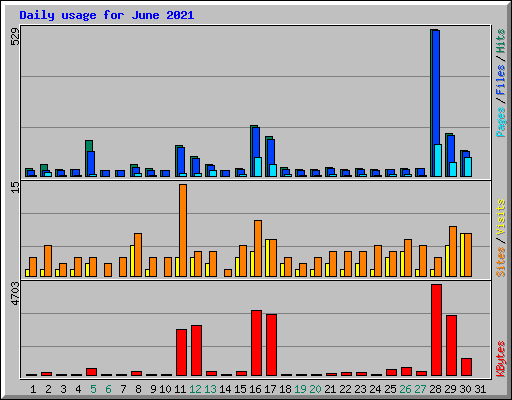 Daily usage for June 2021
529
Pages / Files / Hits
15
Sites / Visits
4703
KBytes
1 2 3 4 5 6 7 8 9 10 11 12 13 14 15 16 17 18 19 20 21 22 23 24 25 26 27 28 29 30 31